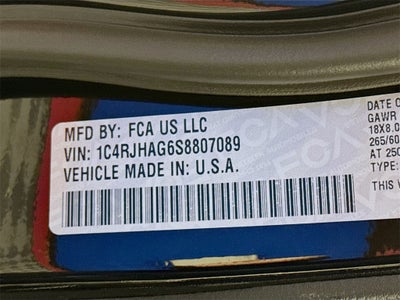 MFD BY: FCA US LLC
VIN: 1C4RJHAG6S8807089
VEHICLE MADE IN: U.S.A.
DATE O
GAWR
18X8.0
265/60
AT 250
TYPE:
THIS V